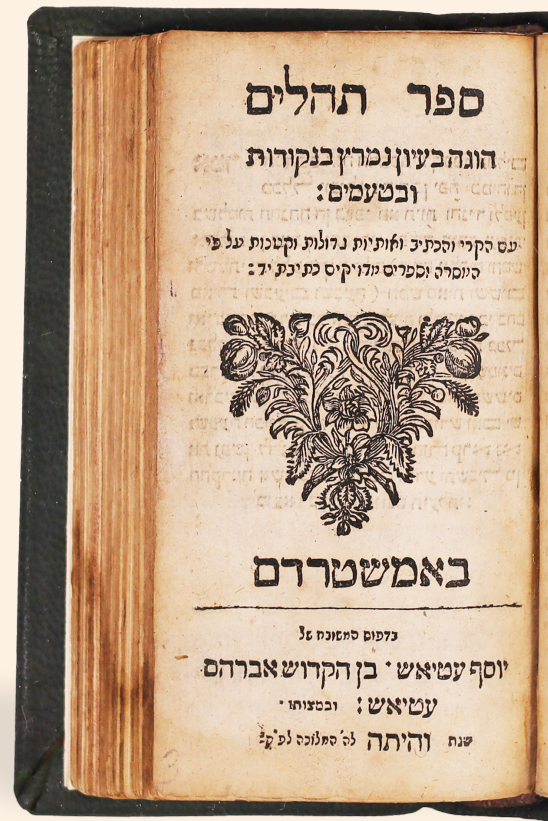 ספר תהלים
הוגה בעיון נמרץ בנקודות
ובטעמים :
עם הקרי והכתיב ואותיות גדולות וקטנות על פי
המסרה וספרים מדויקים כתיבת יד :
באמשטרדם
בדפוס המשובח של
יוסף עטיאש · בן הקדוש אברהם
עטיאש : ובמצותו ·
שנת והיתה לה' המלוכה לפ"ק :
3